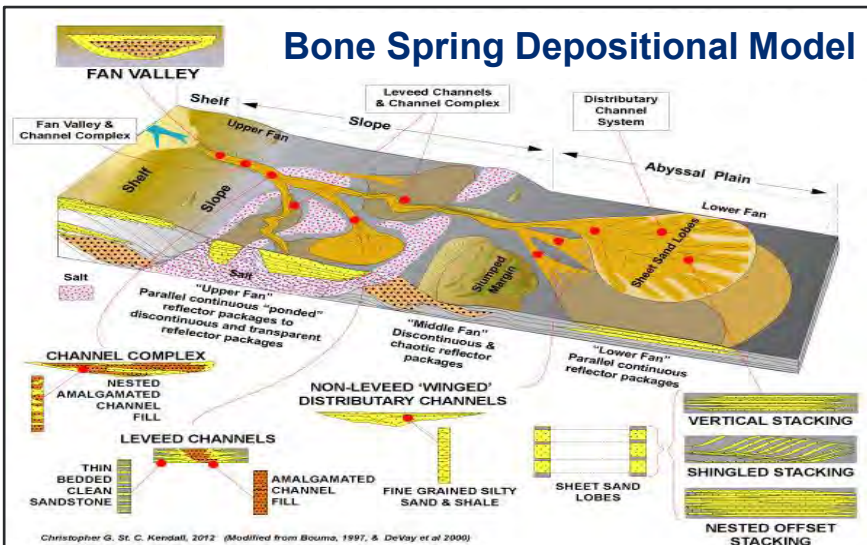 Bone Spring Depositional Model
FAN VALLEY
Shelf
Leveed Channels
& Channel Complex
Distributary
Channel
System
Fan Valley &
Channel Complex
Upper Fan
Slope
Abyssal Plain
Shelf
Slope
Lower Fan
Sheet Sand Lobes
Slumped
Margin
Salt
Salt
"Upper Fan"
Parallel continuous "ponded"
reflector packages to
discontinuous and transparent
refelector packages
"Middle Fan"
Discontinuous &
chaotic reflector
packages
"Lower Fan"
Parallel continuous
reflector packages
CHANNEL COMPLEX
NESTED
AMALGAMATED
CHANNEL
FILL
LEVEED CHANNELS
THIN
BEDDED
CLEAN
SANDSTONE
AMALGAMATED
CHANNEL
FILL
NON-LEVEED 'WINGED'
DISTRIBUTARY CHANNELS
FINE GRAINED SILTY
SAND & SHALE
SHEET SAND
LOBES
VERTICAL STACKING
SHINGLED STACKING
NESTED OFFSET
STACKING
Christopher G. St. C. Kendall, 2012 (Modified from Bouma, 1997, & DeVay et al 2000)